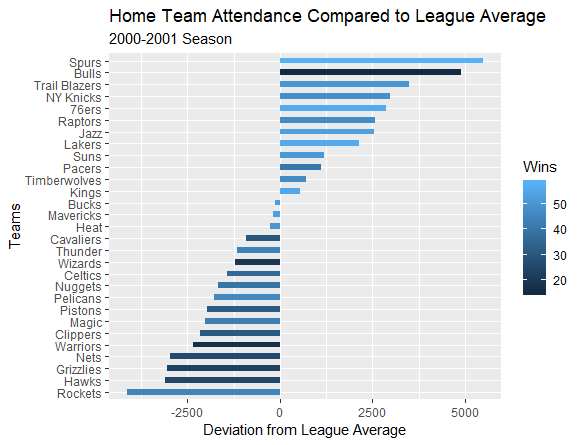 Home Team Attendance Compared to League Average
2000-2001 Season
Teams
Spurs
Bulls
Trail Blazers
NY Knicks
76ers
Raptors
Jazz
Lakers
Suns
Pacers
Timberwolves
Kings
Bucks
Mavericks
Heat
Cavaliers
Thunder
Wizards
Celtics
Nuggets
Pelicans
Pistons
Magic
Clippers
Warriors
Nets
Grizzlies
Hawks
Rockets
-2500 0 2500 5000
Deviation from League Average
Wins
50
40
30
20